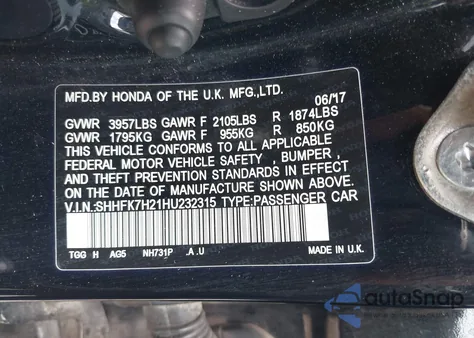 MFD.BY HONDA OF THE U.K. MFG.,LTD.
06/17
GVWR 3957LBS GAWR F 2105LBS R 1874LBS
GVWR 1795KG GAWR F 955KG R 850KG
THIS VEHICLE CONFORMS TO ALL APPLICABLE
FEDERAL MOTOR VEHICLE SAFETY , BUMPER ,
AND THEFT PREVENTION STANDARDS IN EFFECT
ON THE DATE OF MANUFACTURE SHOWN ABOVE.
V.I.N.:SHHFK7H21HU232315 TYPE:PASSENGER CAR
TGG H AG5 NH731P .A .U MADE IN U.K.
autoSnap